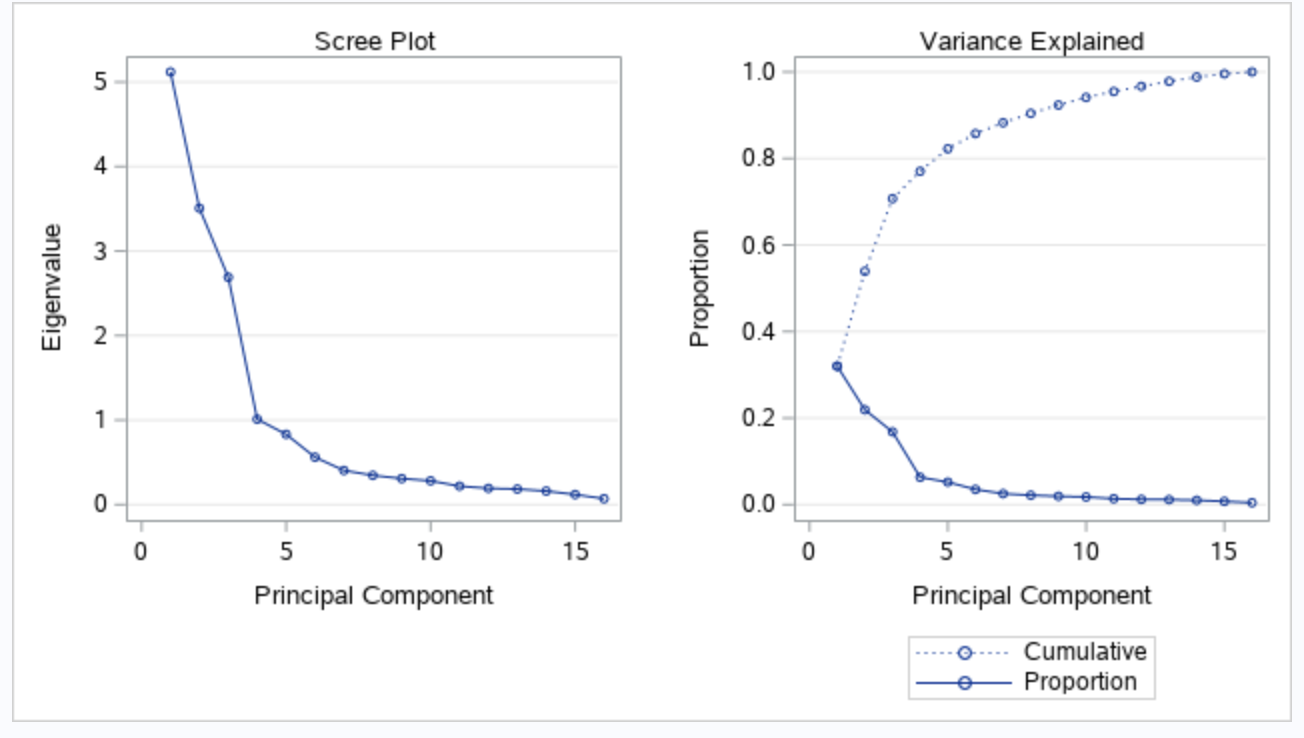 Scree Plot
Eigenvalue
5
4
3
2
1
0
0 5 10 15
Principal Component
Variance Explained
Proportion
1.0
0.8
0.6
0.4
0.2
0.0
0 5 10 15
Principal Component
Cumulative
Proportion